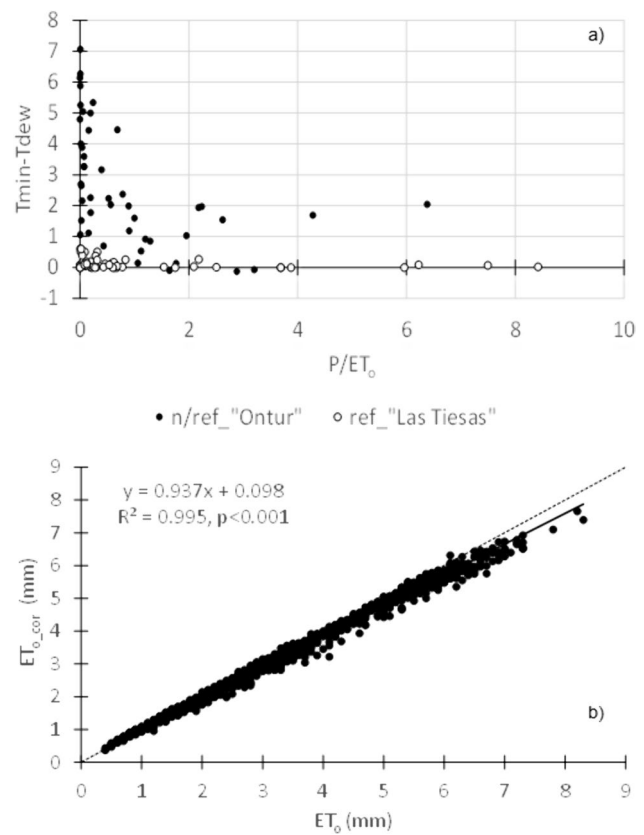 a)
8
7
6
5
4
3
2
1
0
-1
Tmin-Tdew
0 2 4 6 8 10
P/ETo
n/ref_"Ontur" ref_"Las Tiesas"
9
8
7
6
5
4
3
2
1
0
y = 0.937x + 0.098
R² = 0.995, p<0.001
ETo_cor (mm)
b)
0 1 2 3 4 5 6 7 8 9
ETo (mm)